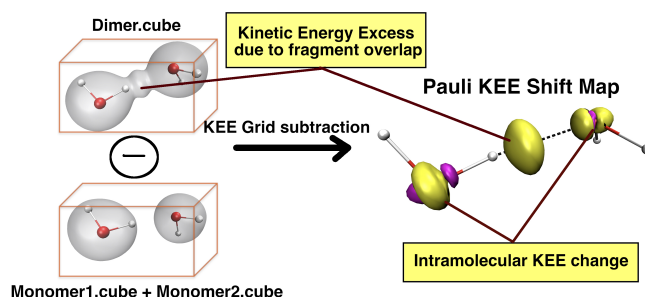 Dimer.cube
Kinetic Energy Excess
due to fragment overlap
Pauli KEE Shift Map
KEE Grid subtraction
Intramolecular KEE change
Monomer1.cube + Monomer2.cube